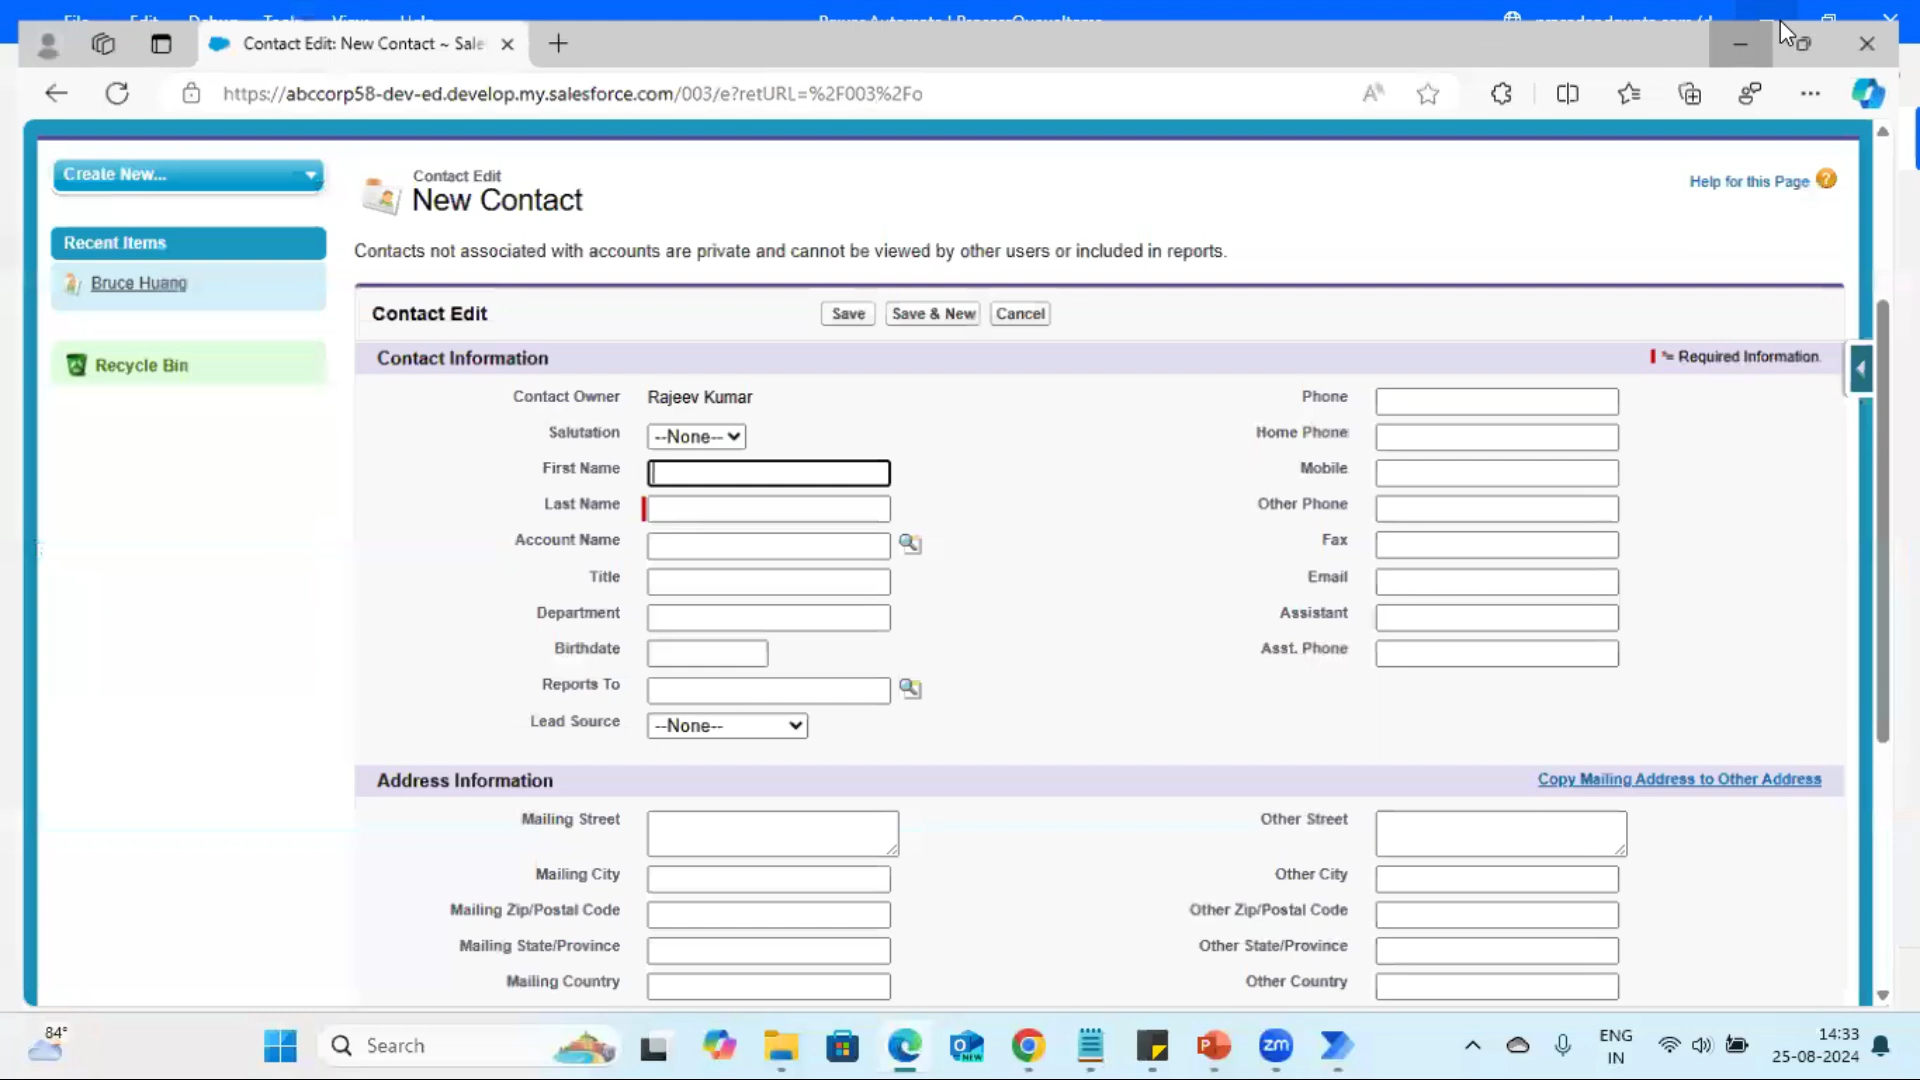 Contact Edit: New Contact ~ Sale
https://abccorp58-dev-ed.develop.my.salesforce.com/003/e?retURL=%2F003%2Fo
Create New...
Contact Edit
New Contact
Help for this Page
Recent Items
Bruce Huang
Recycle Bin
Contacts not associated with accounts are private and cannot be viewed by other users or included in reports.
Contact Edit
Save
Save & New
Cancel
Contact Information
= Required Information
Contact Owner Rajeev Kumar
Salutation --None--
First Name
Last Name
Account Name
Title
Department
Birthdate
Reports To
Lead Source --None--
Phone
Home Phone
Mobile
Other Phone
Fax
Email
Assistant
Asst. Phone
Address Information
Copy Mailing Address to Other Address
Mailing Street
Mailing City
Mailing Zip/Postal Code
Mailing State/Province
Mailing Country
Other Street
Other City
Other Zip/Postal Code
Other State/Province
Other Country
84°
Search
NEW
zm
ENG
IN
14:33
25-08-2024